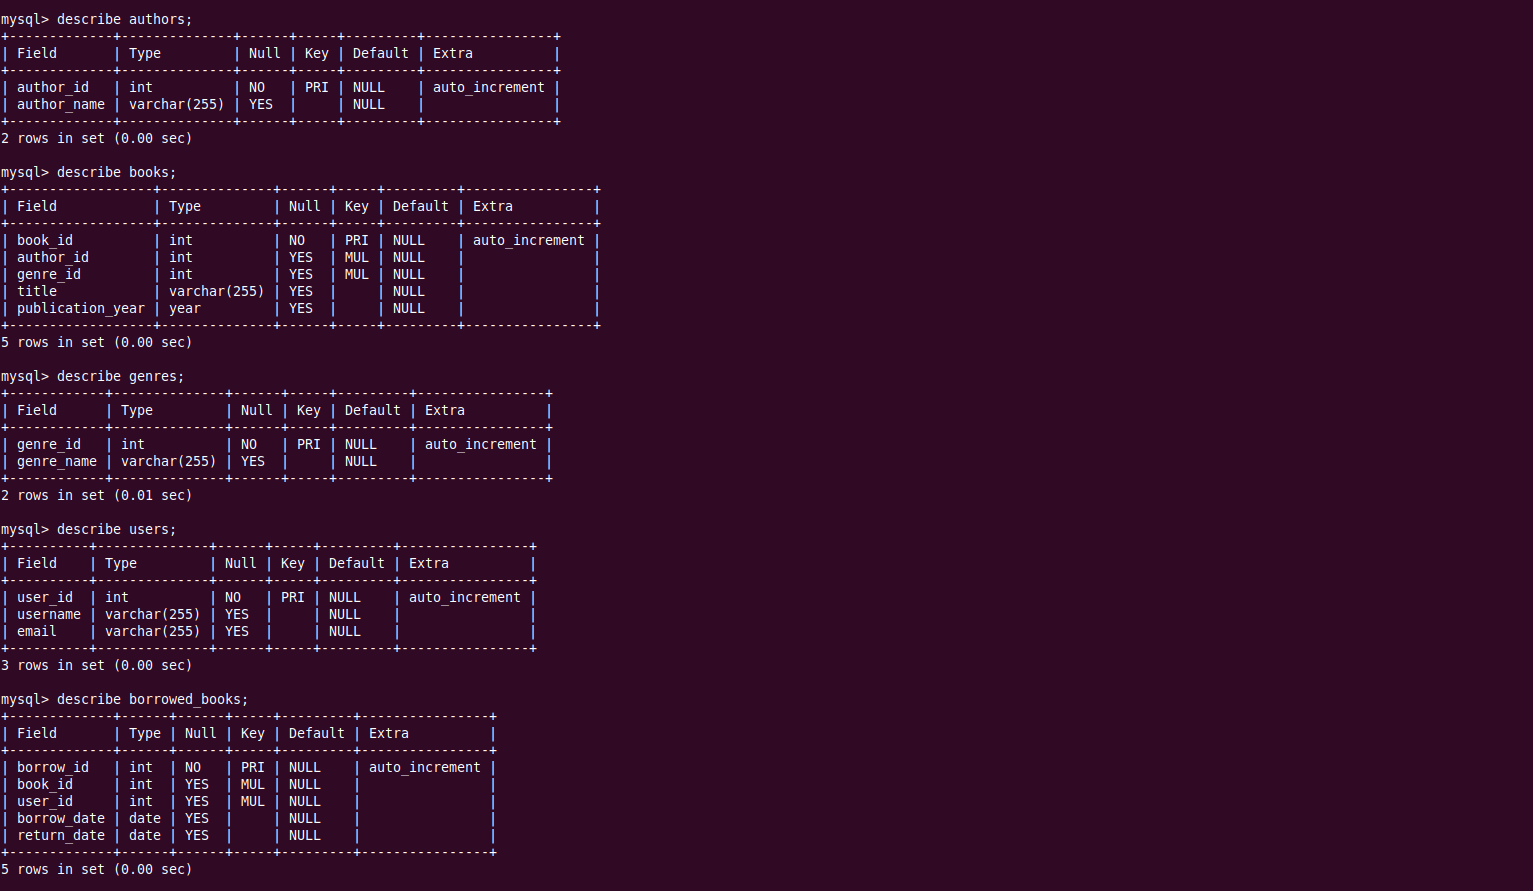 mysql> describe authors;
+-------------+--------------+------+-----+---------+----------------+
| Field       | Type         | Null | Key | Default | Extra          |
+-------------+--------------+------+-----+---------+----------------+
| author_id   | int          | NO   | PRI | NULL    | auto_increment |
| author_name | varchar(255) | YES  |     | NULL    |                |
+-------------+--------------+------+-----+---------+----------------+
2 rows in set (0.00 sec)

mysql> describe books;
+------------------+--------------+------+-----+---------+----------------+
| Field            | Type         | Null | Key | Default | Extra          |
+------------------+--------------+------+-----+---------+----------------+
| book_id          | int          | NO   | PRI | NULL    | auto_increment |
| author_id        | int          | YES  | MUL | NULL    |                |
| genre_id         | int          | YES  | MUL | NULL    |                |
| title            | varchar(255) | YES  |     | NULL    |                |
| publication_year | year         | YES  |     | NULL    |                |
+------------------+--------------+------+-----+---------+----------------+
5 rows in set (0.00 sec)

mysql> describe genres;
+------------+--------------+------+-----+---------+----------------+
| Field      | Type         | Null | Key | Default | Extra          |
+------------+--------------+------+-----+---------+----------------+
| genre_id   | int          | NO   | PRI | NULL    | auto_increment |
| genre_name | varchar(255) | YES  |     | NULL    |                |
+------------+--------------+------+-----+---------+----------------+
2 rows in set (0.01 sec)

mysql> describe users;
+----------+--------------+------+-----+---------+----------------+
| Field    | Type         | Null | Key | Default | Extra          |
+----------+--------------+------+-----+---------+----------------+
| user_id  | int          | NO   | PRI | NULL    | auto_increment |
| username | varchar(255) | YES  |     | NULL    |                |
| email    | varchar(255) | YES  |     | NULL    |                |
+----------+--------------+------+-----+---------+----------------+
3 rows in set (0.00 sec)

mysql> describe borrowed_books;
+-------------+------+------+-----+---------+----------------+
| Field       | Type | Null | Key | Default | Extra          |
+-------------+------+------+-----+---------+----------------+
| borrow_id   | int  | NO   | PRI | NULL    | auto_increment |
| book_id     | int  | YES  | MUL | NULL    |                |
| user_id     | int  | YES  | MUL | NULL    |                |
| borrow_date | date | YES  |     | NULL    |                |
| return_date | date | YES  |     | NULL    |                |
+-------------+------+------+-----+---------+----------------+
5 rows in set (0.00 sec)